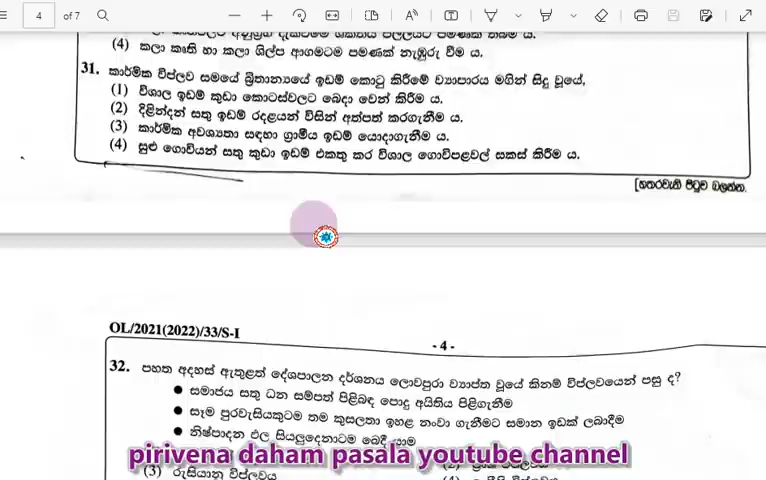 4 of 7
(4) කලා කෘති හා කලා ශිල්ප ආගමටම පමණක් නැඹුරු වීම ය.
31. කාර්මික විප්ලව සමයේ බ්‍රිතාන්‍යයේ ඉඩම් කොටු කිරීමේ ව්‍යාපාරය මගින් සිදු වූයේ,
(1) විශාල ඉඩම් කුඩා කොටස්වලට බෙදා වෙන් කිරීම ය.
(2) දිළින්දන් සතු ඉඩම් රදළයන් විසින් අත්පත් කරගැනීම ය.
(3) කාර්මික අවශ්‍යතා සඳහා ග්‍රාමීය ඉඩම් යොදාගැනීම ය.
(4) සුළු ගොවියන් සතු කුඩා ඉඩම් එකතු කර විශාල ගොවිපළවල් සකස් කිරීම ය.
[හතරවැනි පිටුව බලන්න.
OL/2021(2022)/33/S-I
- 4 -
32. පහත අදහස් ඇතුළත් දේශපාලන දර්ශනය ලොවපුරා ව්‍යාප්ත වූයේ කිනම් විප්ලවයෙන් පසු ද?
● සමාජය සතු ධන සම්පත් පිළිබඳ පොදු අයිතිය පිළිගැනීම
● සෑම පුරවැසියකුටම තම කුසලතා ඉහළ නංවා ගැනීමට සමාන ඉඩක් ලබාදීම
● නිෂ්පාදන ඵල සියලුදෙනාටම බෙදී යාම
pirivena daham pasala youtube channel
(3) රුසියානු විප්ලවය